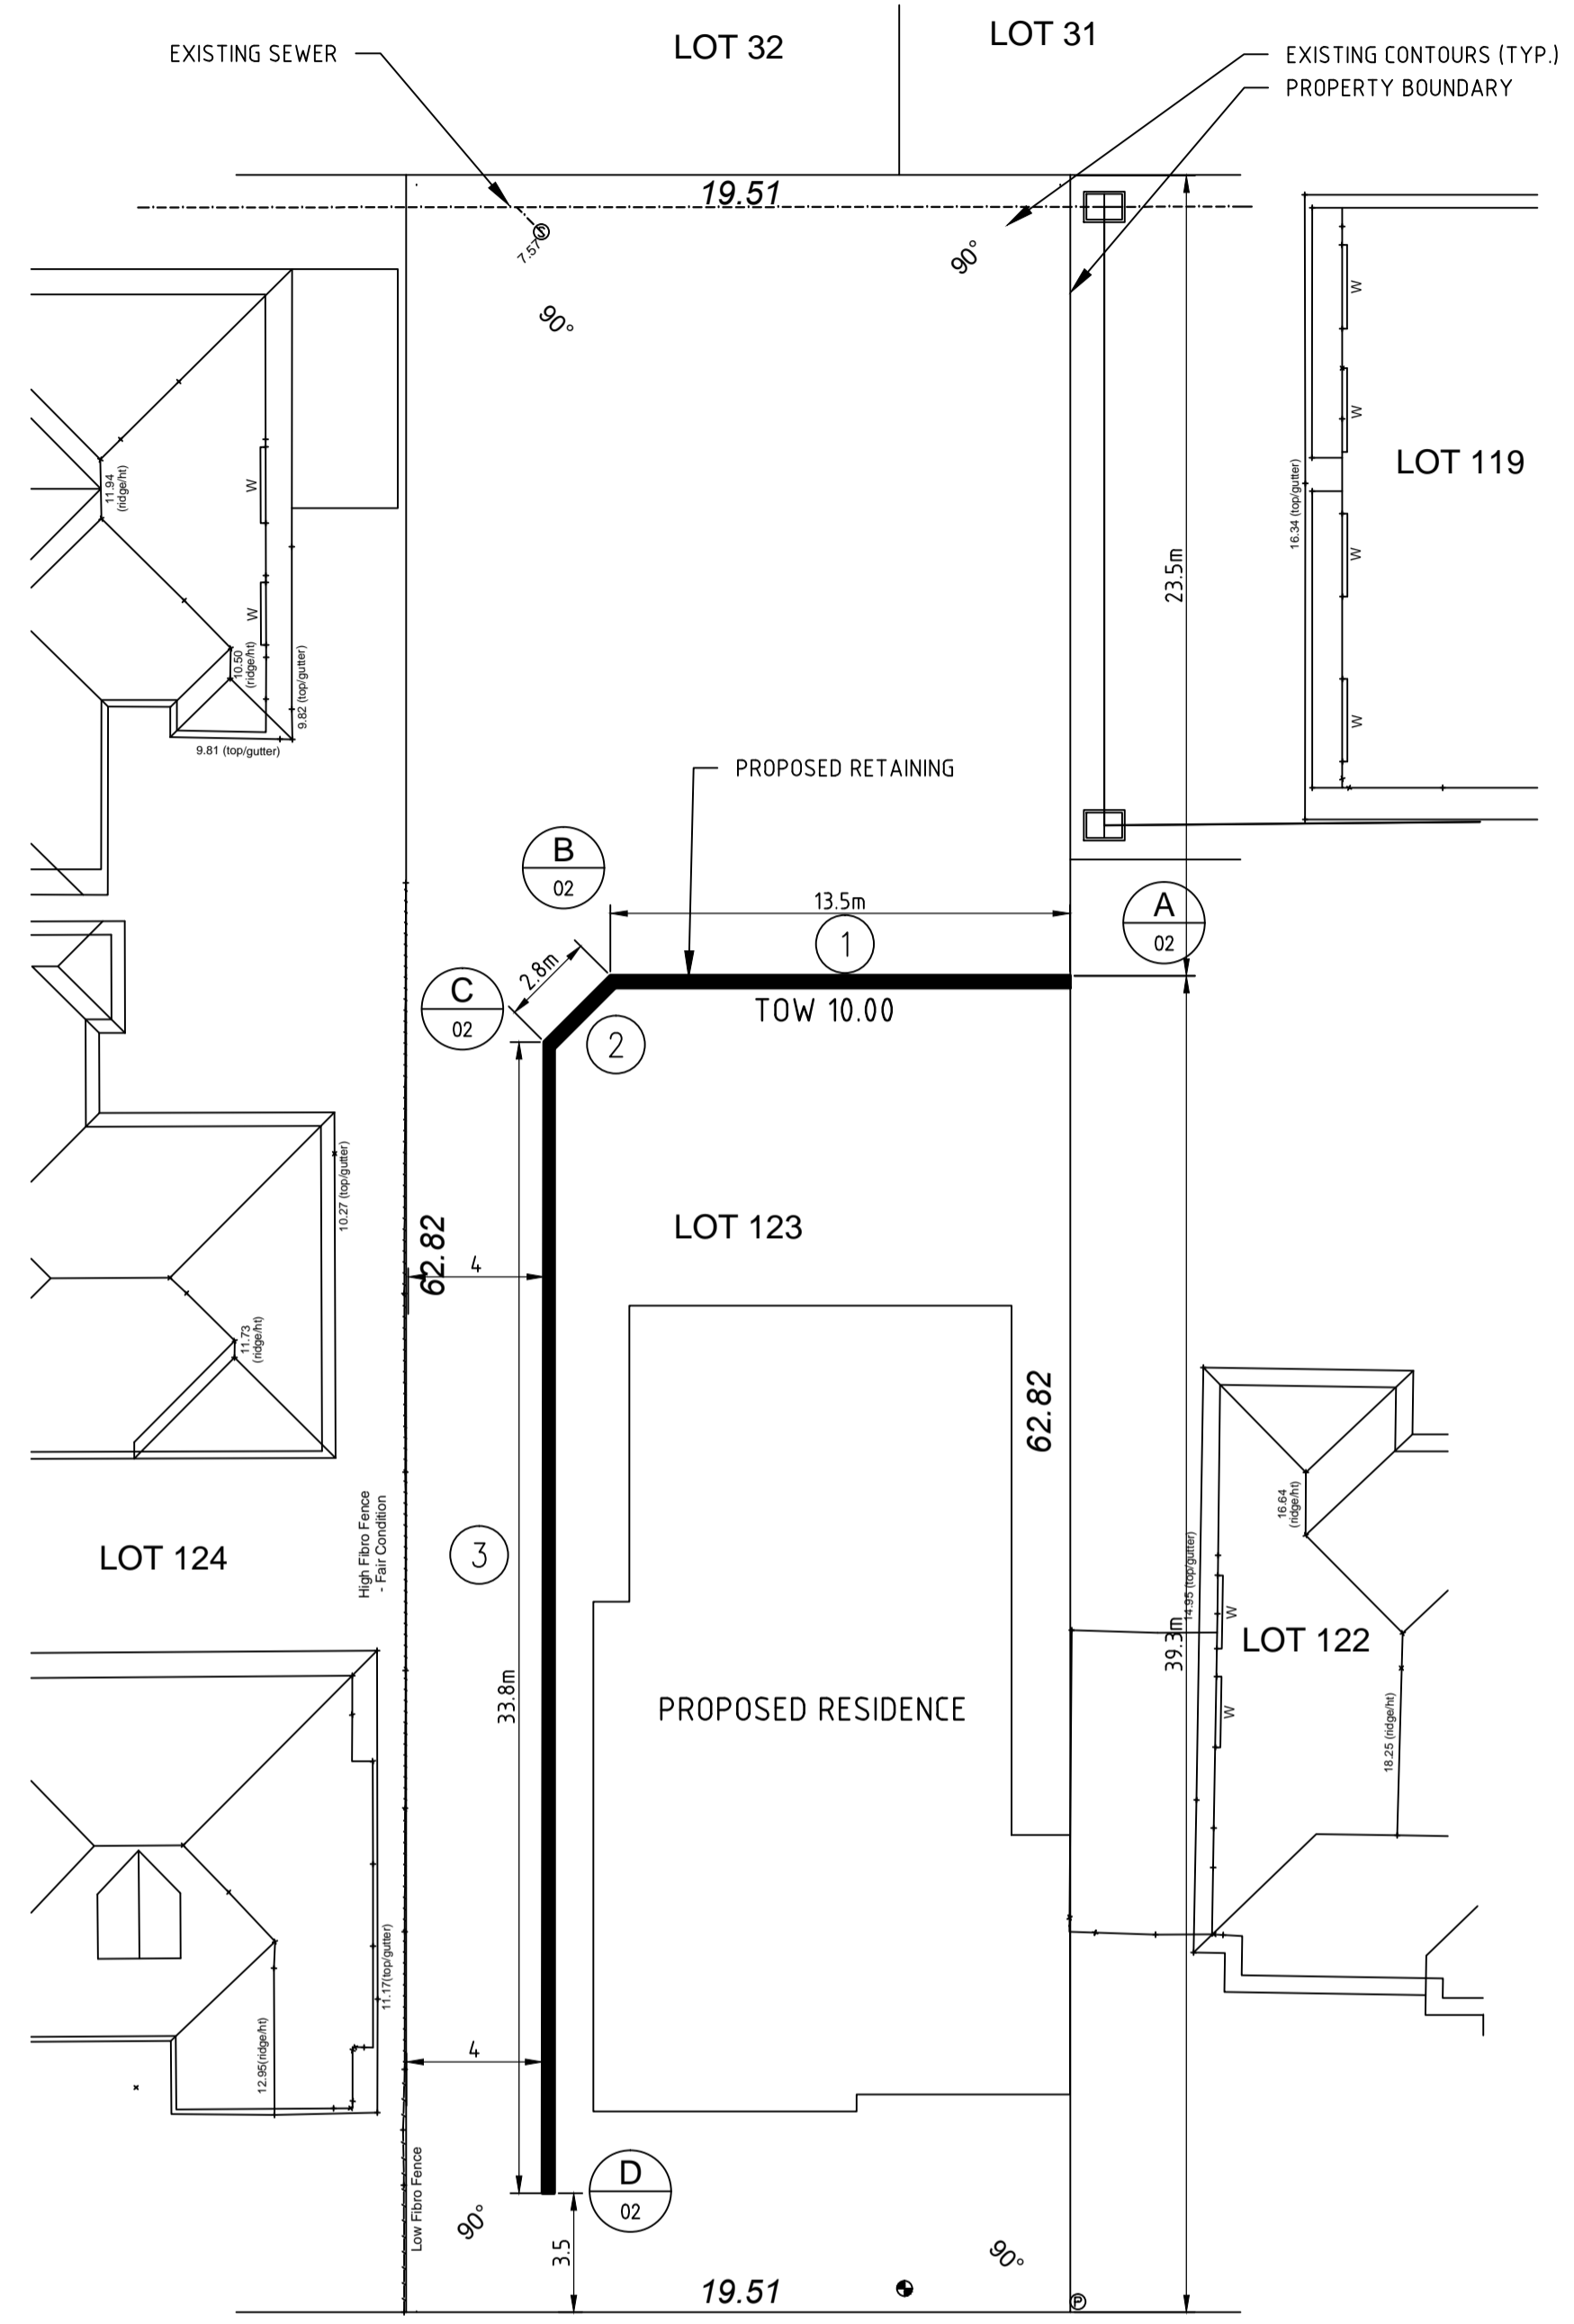 LOT 32
LOT 31
EXISTING SEWER
EXISTING CONTOURS (TYP.)
PROPERTY BOUNDARY
19.51
S
7.57
90°
90°
W
W
LOT 119
W
W
16.34 (top/gutter)
11.94
(ridge/ht)
W
W
10.50
(ridge/ht)
9.82 (top/gutter)
9.81 (top/gutter)
23.5m
PROPOSED RETAINING
B
02
13.5m
A
02
1
2.8m
C
02
TOW 10.00
2
10.27 (top/gutter)
62.82
4
LOT 123
11.73
(ridge/ht)
62.82
High Fibro Fence
- Fair Condition
3
LOT 124
16.64
(ridge/ht)
14.95 (top/gutter)
W
39.3m
LOT 122
W
33.8m
PROPOSED RESIDENCE
18.25 (ridge/ht)
11.17(top/gutter)
12.95(ridge/ht)
4
Low Fibro Fence
D
02
90°
3.5
90°
19.51
P